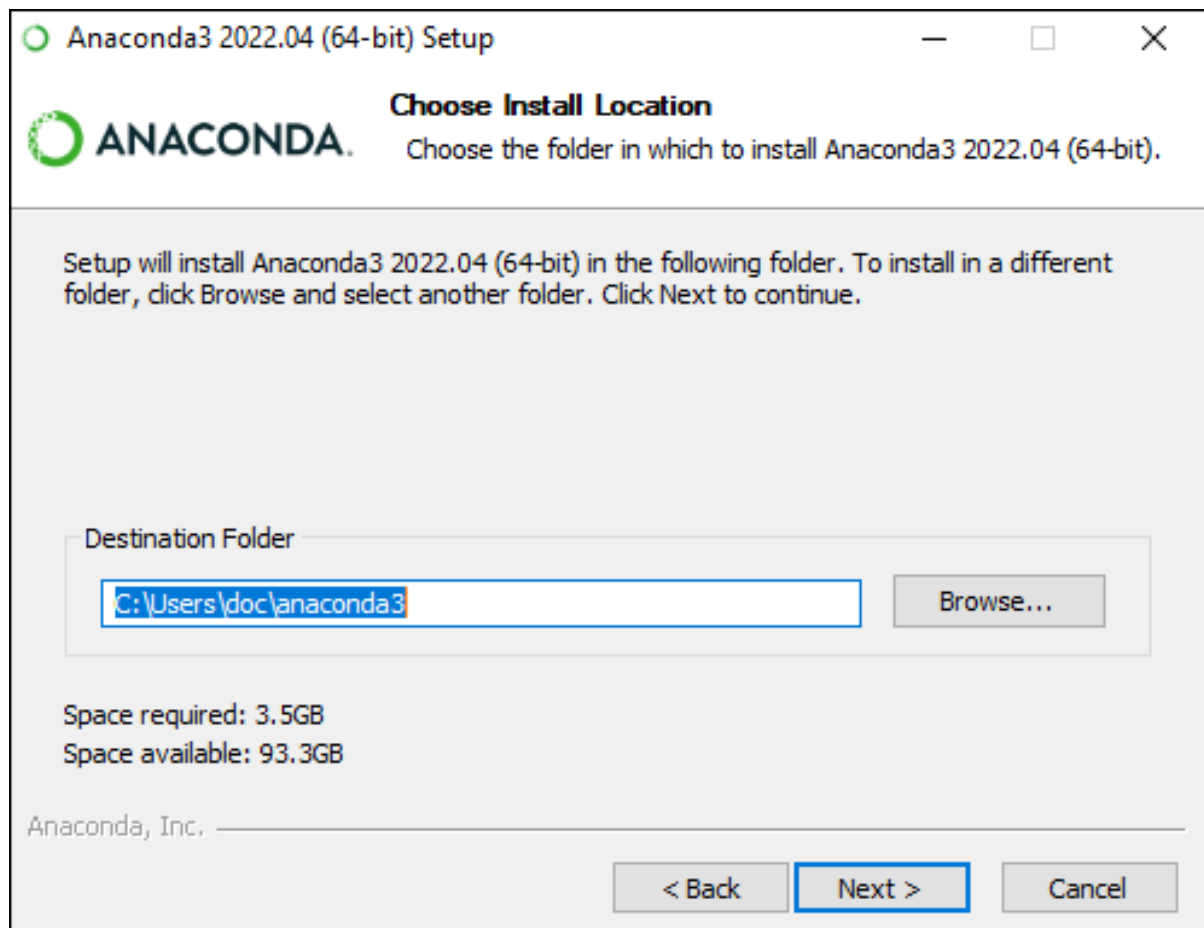 Anaconda3 2022.04 (64-bit) Setup
ANACONDA.
Choose Install Location
Choose the folder in which to install Anaconda3 2022.04 (64-bit).
Setup will install Anaconda3 2022.04 (64-bit) in the following folder. To install in a different
folder, click Browse and select another folder. Click Next to continue.
Destination Folder
C:\Users\doc\anaconda3
Browse...
Space required: 3.5GB
Space available: 93.3GB
Anaconda, Inc.
< Back
Next >
Cancel